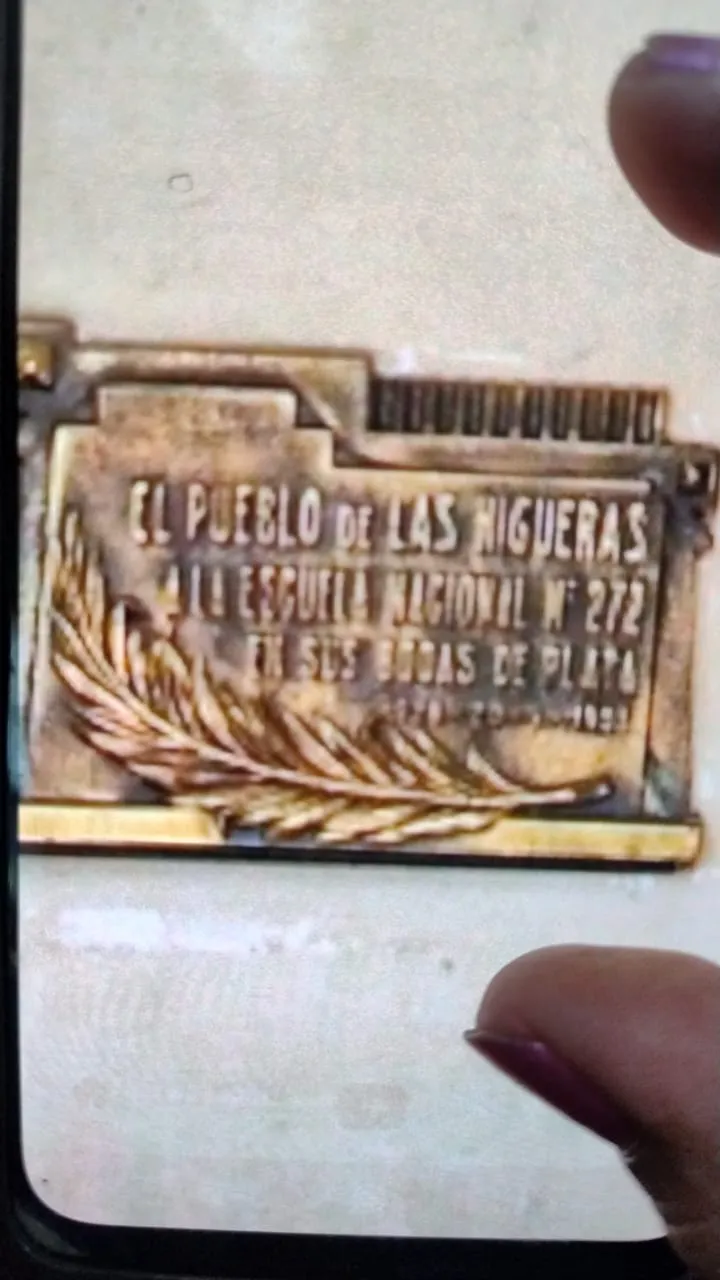 EL PUEBLO DE LAS HIGUERAS
A LA ESCUELA NACIONAL Nº 272
EN SUS BODAS DE PLATA